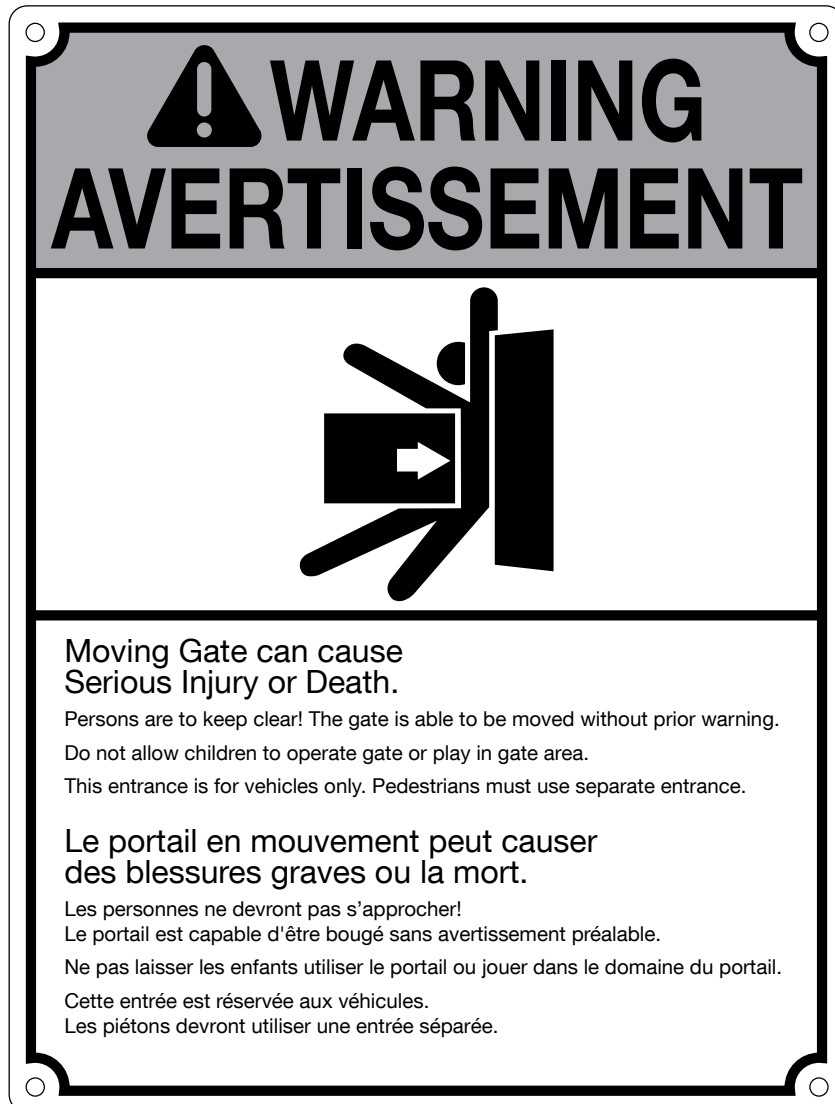 WARNING
AVERTISSEMENT
Moving Gate can cause
Serious Injury or Death.
Persons are to keep clear! The gate is able to be moved without prior warning.
Do not allow children to operate gate or play in gate area.
This entrance is for vehicles only. Pedestrians must use separate entrance.
Le portail en mouvement peut causer
des blessures graves ou la mort.
Les personnes ne devront pas s’approcher!
Le portail est capable d'être bougé sans avertissement préalable.
Ne pas laisser les enfants utiliser le portail ou jouer dans le domaine du portail.
Cette entrée est réservée aux véhicules.
Les piétons devront utiliser une entrée séparée.